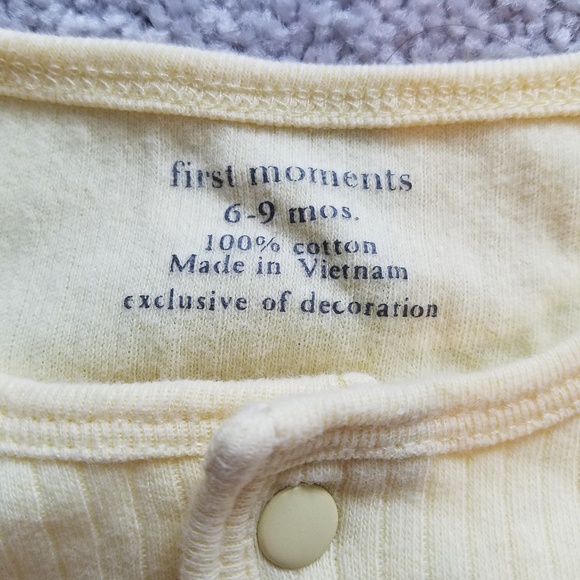 first moments
6-9 mos.
100% cotton
Made in Vietnam
exclusive of decoration